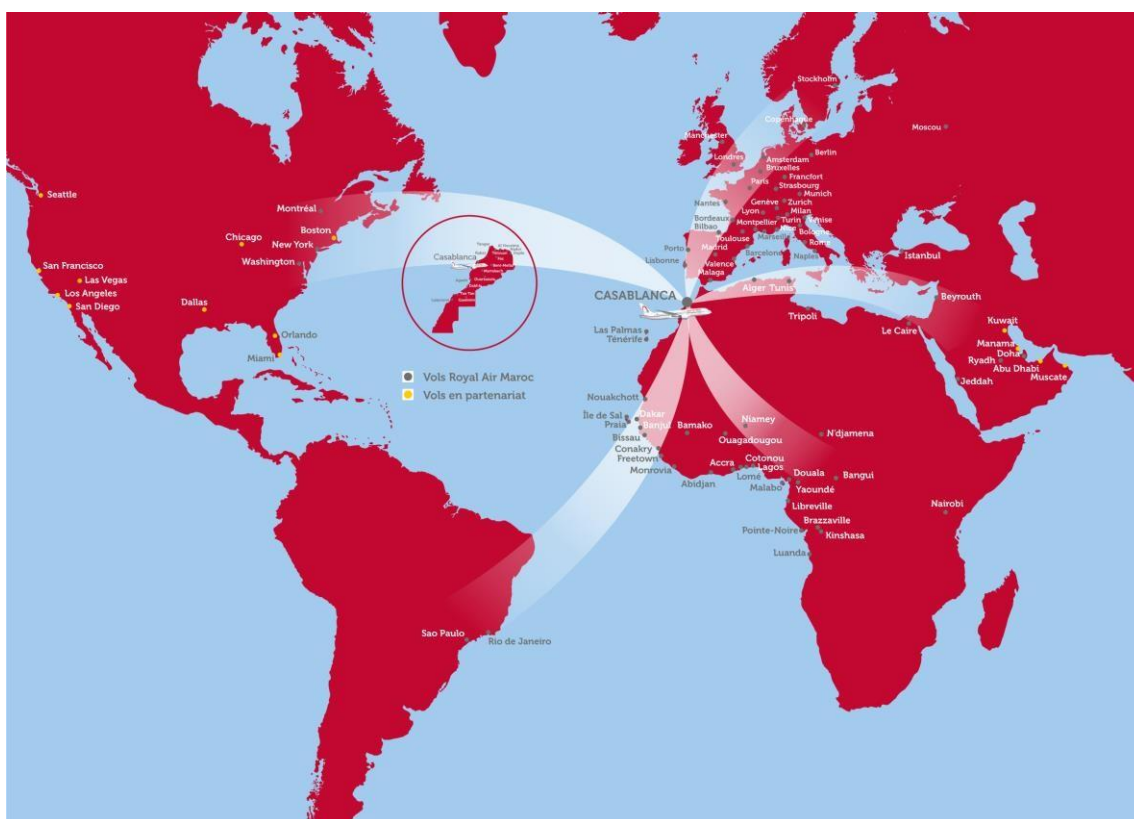 Stockholm
Copenhague
Moscou
Manchester
Berlin
Londres
Amsterdam
Bruxelles
Francfort
Paris
Strasbourg
Munich
Seattle
Nantes
Genève
Zurich
Montréal
Lyon
Milan
Bordeaux
Bilbao
Montpellier
Turin
Boston
Chicago
Toulouse
Marseille
Bologne
New York
Porto
Madrid
Rome
Washington
Lisbonne
Valence
Barcelone
Naples
Istanbul
Casablanca
San Francisco
Malaga
Las Vegas
Alger
Tunis
Los Angeles
San Diego
CASABLANCA
Beyrouth
Dallas
Tripoli
Le Caire
Kuwait
Orlando
Las Palmas
Ténérife
Manama
Doha
Miami
Ryadh
Abu Dhabi
Muscate
Jeddah
Vols Royal Air Maroc
Vols en partenariat
Nouakchott
Île de Sal
Dakar
Praia
Banjul
Bamako
Niamey
Bissau
Ouagadougou
N'djamena
Conakry
Freetown
Monrovia
Accra
Cotonou
Lagos
Abidjan
Lomé
Douala
Bangui
Malabo
Yaoundé
Libreville
Nairobi
Pointe-Noire
Brazzaville
Kinshasa
Luanda
Sao Paulo
Rio de Janeiro